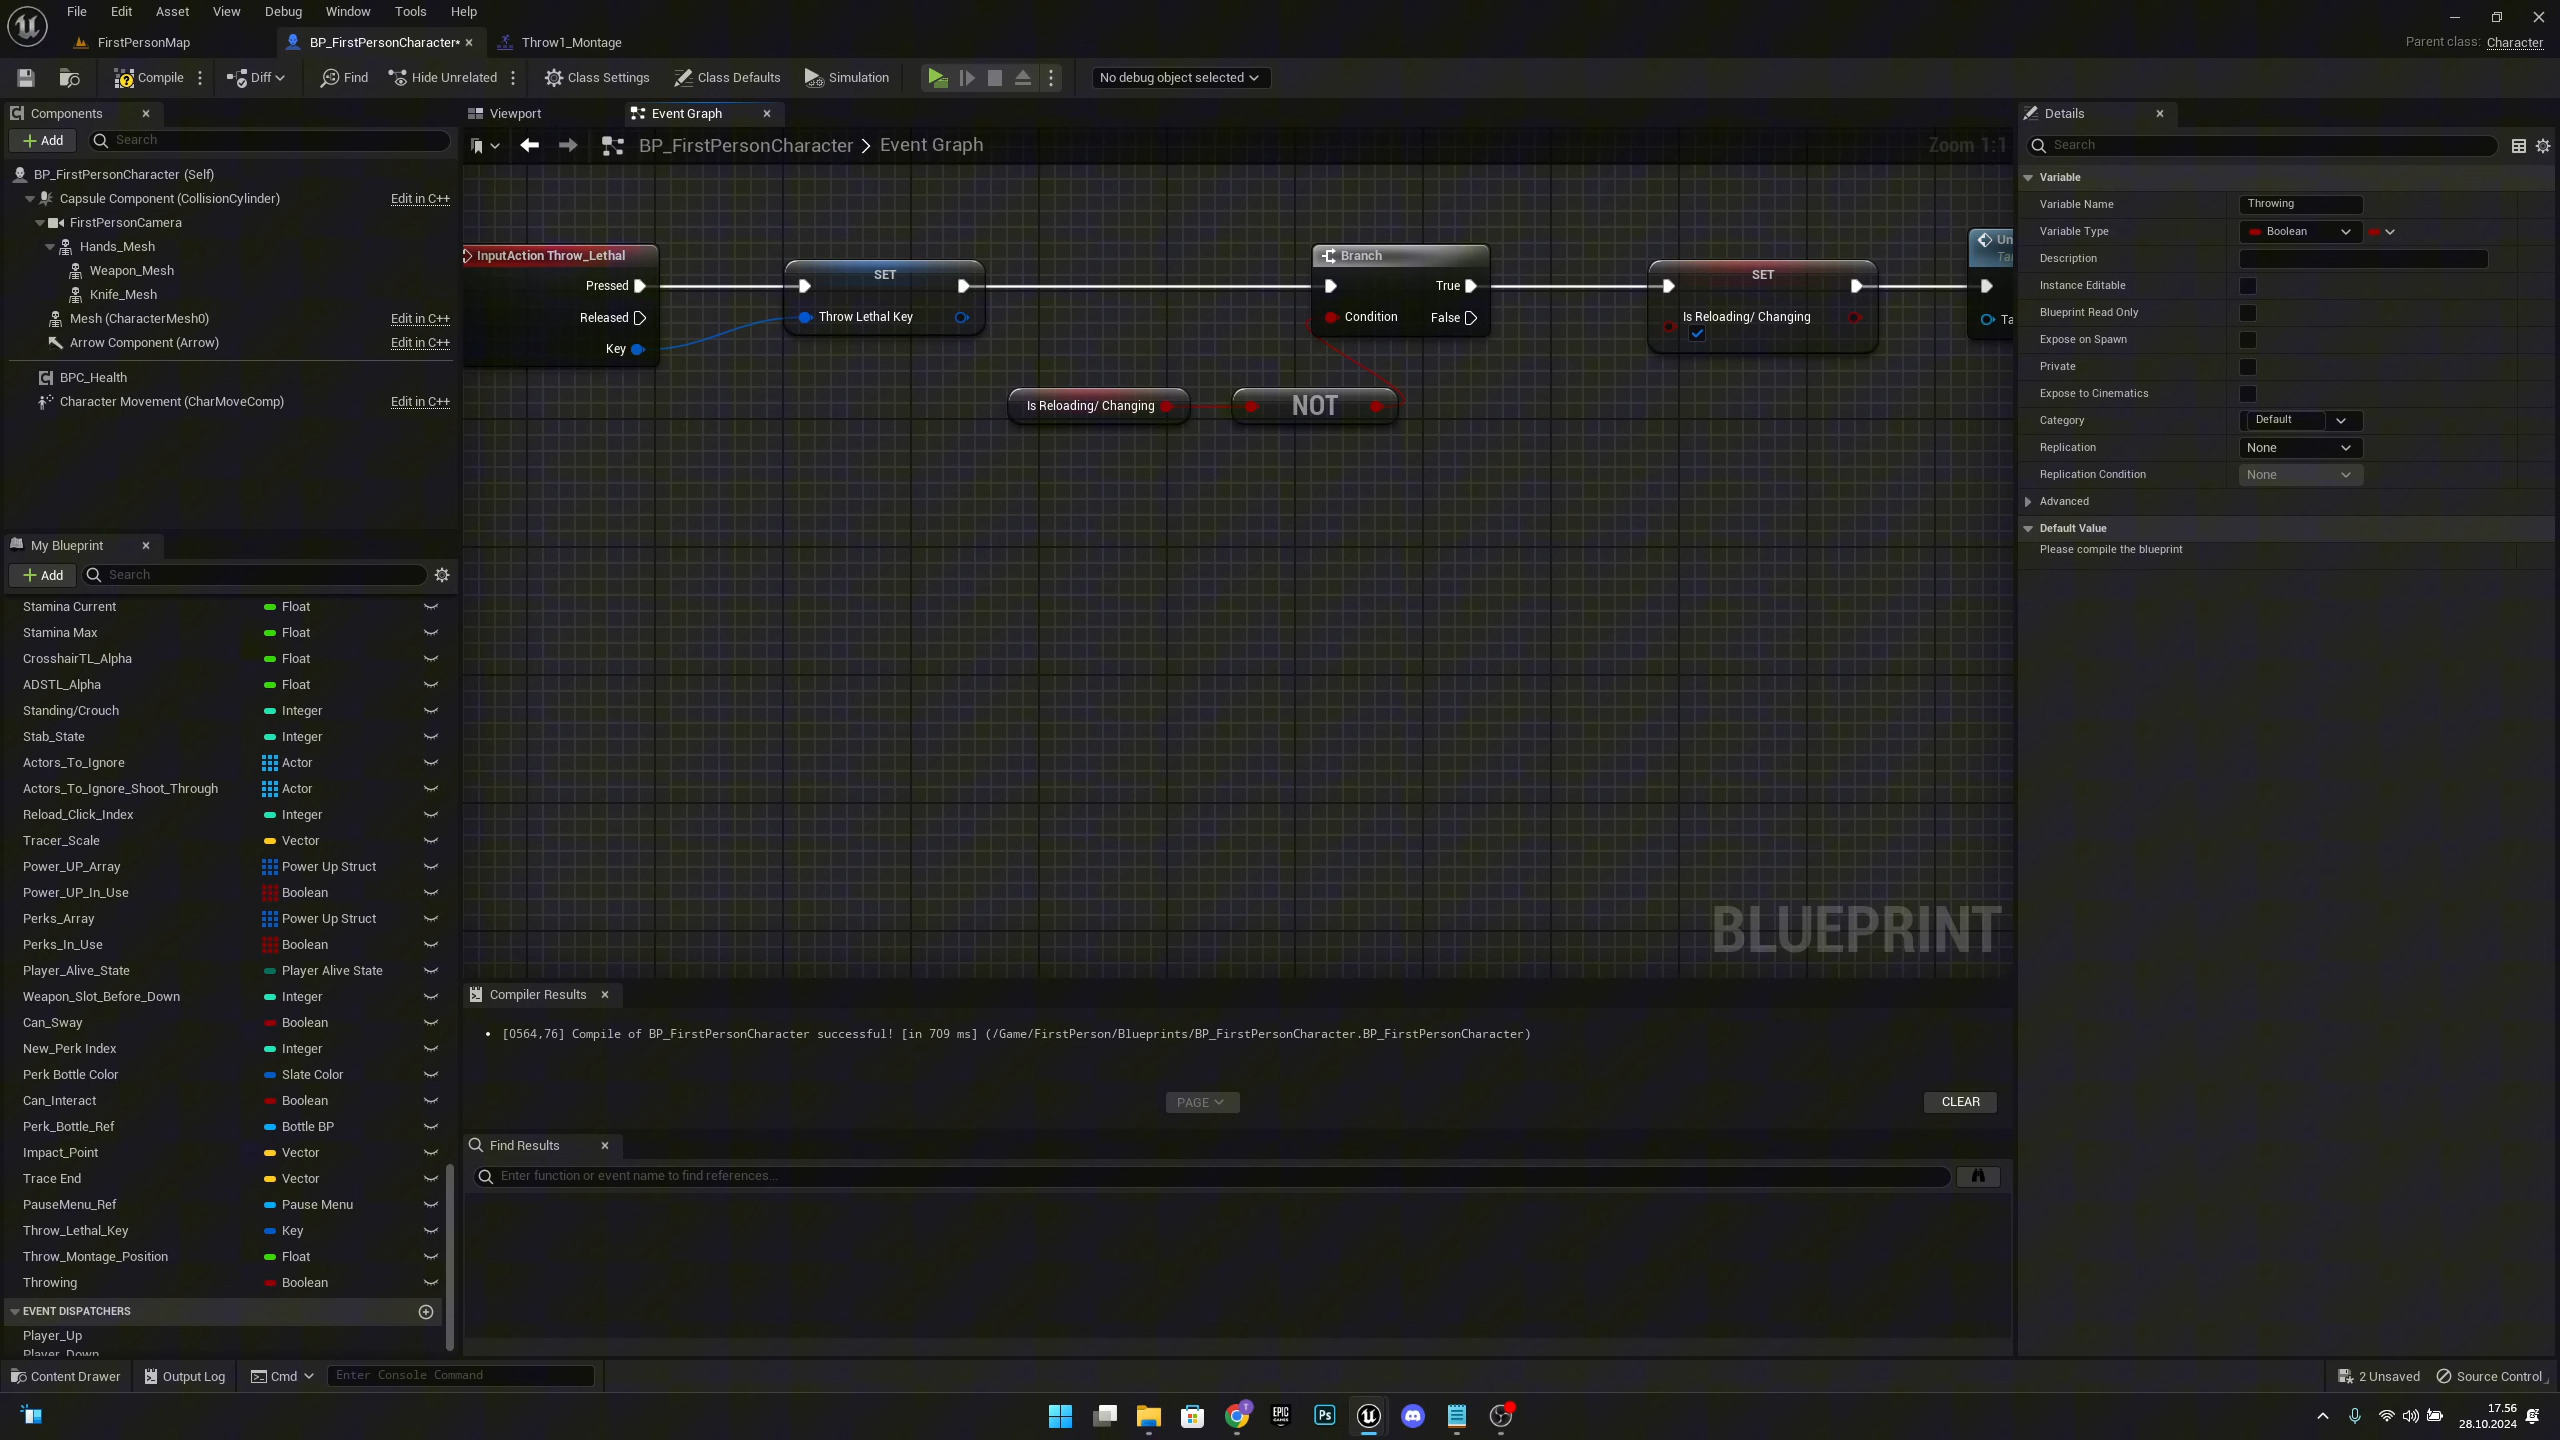 File Edit Asset View Debug Window Tools Help
FirstPersonMap BP_FirstPersonCharacter* Throw1_Montage Parent class: Character
Compile Diff Find Hide Unrelated Class Settings Class Defaults Simulation No debug object selected
Components Viewport Event Graph Details
Add Search BP_FirstPersonCharacter > Event Graph Zoom 1:1 Search
BP_FirstPersonCharacter (Self)
Capsule Component (CollisionCylinder) Edit in C++
FirstPersonCamera
Hands_Mesh
Weapon_Mesh
Knife_Mesh
Mesh (CharacterMesh0) Edit in C++
Arrow Component (Arrow) Edit in C++
BPC_Health
Character Movement (CharMoveComp) Edit in C++
InputAction Throw_Lethal
Pressed
Released
Key
SET
Throw Lethal Key
Branch
True
Condition False
Is Reloading/ Changing NOT
SET
Is Reloading/ Changing
Un
Ta
Ta
BLUEPRINT
Variable
Variable Name Throwing
Variable Type Boolean
Description
Instance Editable
Blueprint Read Only
Expose on Spawn
Private
Expose to Cinematics
Category Default
Replication None
Replication Condition None
Advanced
Default Value
Please compile the blueprint
My Blueprint
Add Search
Stamina Current Float
Stamina Max Float
CrosshairTL_Alpha Float
ADSTL_Alpha Float
Standing/Crouch Integer
Stab_State Integer
Actors_To_Ignore Actor
Actors_To_Ignore_Shoot_Through Actor
Reload_Click_Index Integer
Tracer_Scale Vector
Power_UP_Array Power Up Struct
Power_UP_In_Use Boolean
Perks_Array Power Up Struct
Perks_In_Use Boolean
Player_Alive_State Player Alive State
Weapon_Slot_Before_Down Integer
Can_Sway Boolean
New_Perk Index Integer
Perk Bottle Color Slate Color
Can_Interact Boolean
Perk_Bottle_Ref Bottle BP
Impact_Point Vector
Trace End Vector
PauseMenu_Ref Pause Menu
Throw_Lethal_Key Key
Throw_Montage_Position Float
Throwing Boolean
EVENT DISPATCHERS
Player_Up
Player_Down
Compiler Results
[0564,76] Compile of BP_FirstPersonCharacter successful! [in 709 ms] (/Game/FirstPerson/Blueprints/BP_FirstPersonCharacter.BP_FirstPersonCharacter)
PAGE CLEAR
Find Results
Enter function or event name to find references...
Content Drawer Output Log Cmd Enter Console Command 2 Unsaved Source Control
T EPIC GAMES Ps
17.56
28.10.2024